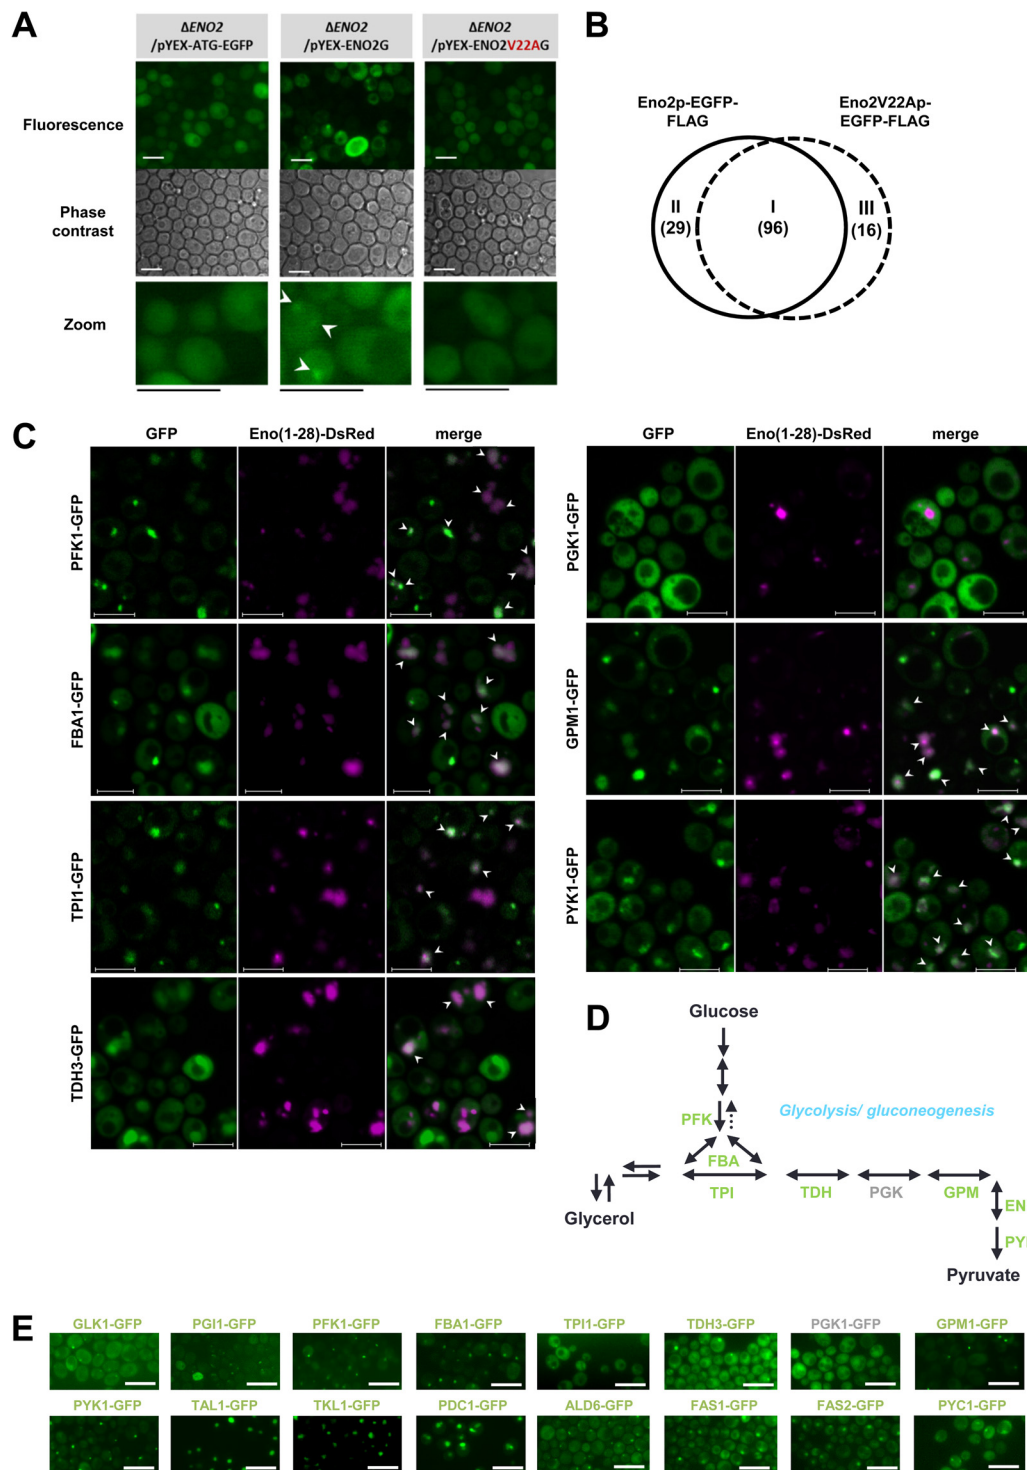 A
ΔENO2
/pYEX-ATG-EGFP
ΔENO2
/pYEX-ENO2G
ΔENO2
/pYEX-ENO2V22AG
Fluorescence
Phase
contrast
Zoom
B
Eno2p-EGFP-
FLAG
Eno2V22Ap-
EGFP-FLAG
II
(29)
I
(96)
III
(16)
C
GFP
Eno(1-28)-DsRed
merge
PFK1-GFP
FBA1-GFP
TPI1-GFP
TDH3-GFP
GFP
Eno(1-28)-DsRed
merge
PGK1-GFP
GPM1-GFP
PYK1-GFP
D
Glucose
PFK
Glycolysis/ gluconeogenesis
FBA
TPI
TDH
PGK
GPM
EN
Glycerol
PY
Pyruvate
E
GLK1-GFP
PGI1-GFP
PFK1-GFP
FBA1-GFP
TPI1-GFP
TDH3-GFP
PGK1-GFP
GPM1-GFP
PYK1-GFP
TAL1-GFP
TKL1-GFP
PDC1-GFP
ALD6-GFP
FAS1-GFP
FAS2-GFP
PYC1-GFP